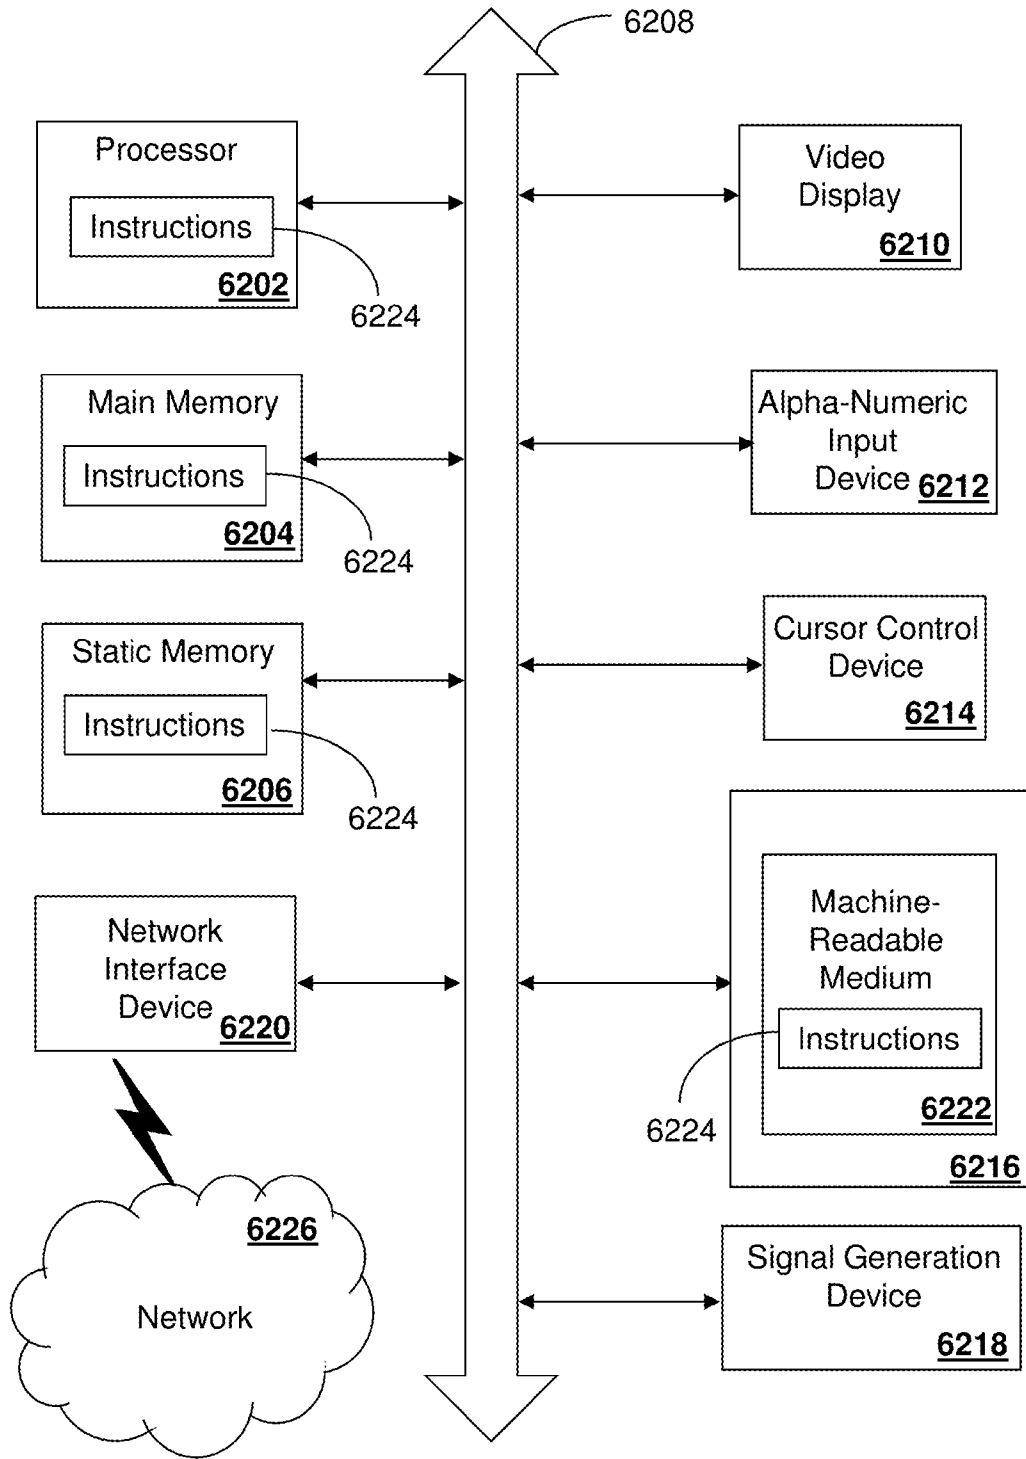 6208
Processor
Instructions
6202
6224
Main Memory
Instructions
6204
6224
Static Memory
Instructions
6206
6224
Network
Interface
Device
6220
6226
Network
Video
Display
6210
Alpha-Numeric
Input
Device
6212
Cursor Control
Device
6214
Machine-
Readable
Medium
Instructions
6222
6224
6216
Signal Generation
Device
6218